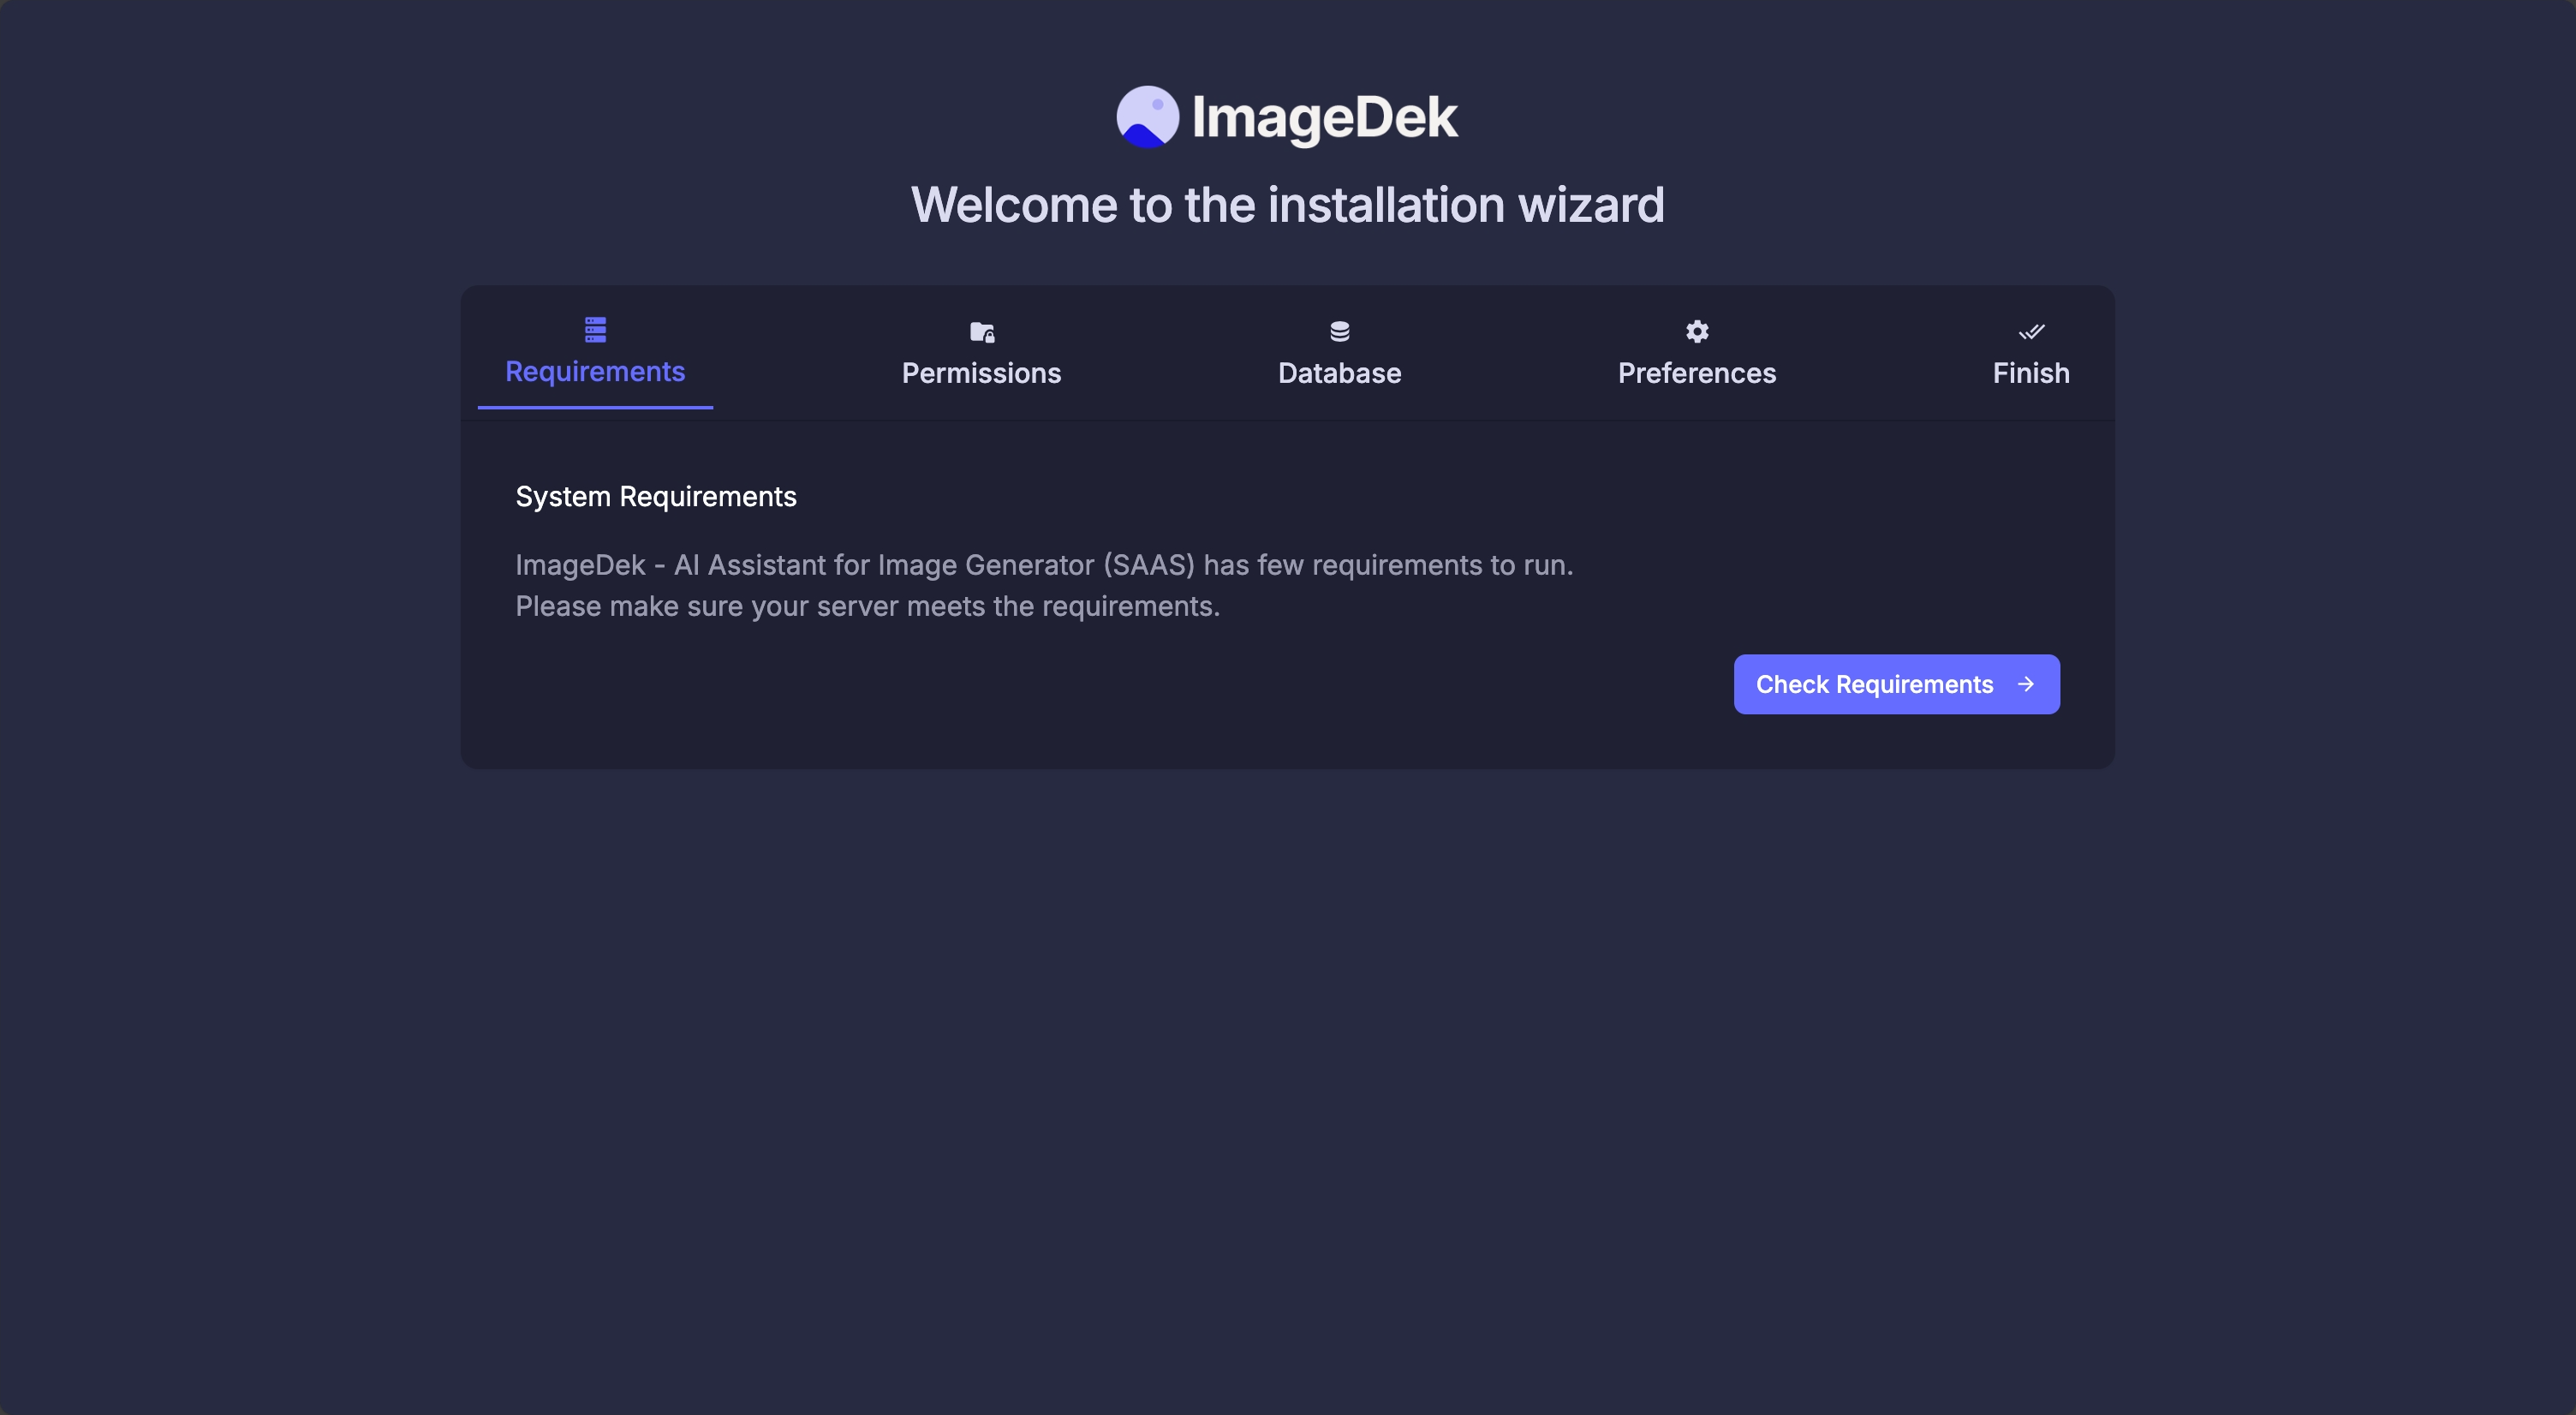 ImageDek
Welcome to the installation wizard
Requirements
Permissions
Database
Preferences
Finish
System Requirements
ImageDek - AI Assistant for Image Generator (SAAS) has few requirements to run.
Please make sure your server meets the requirements.
Check Requirements